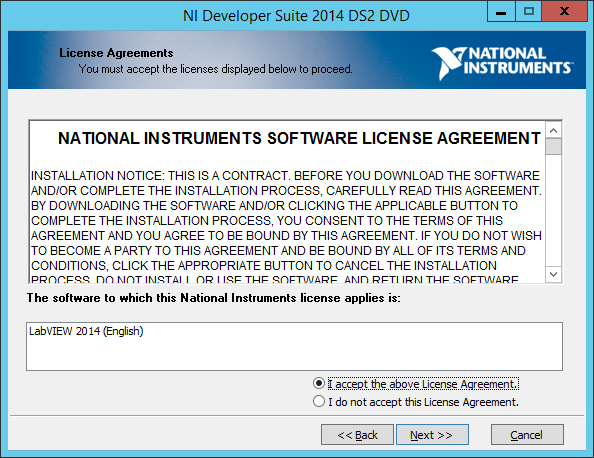 NI Developer Suite 2014 DS2 DVD
License Agreements
You must accept the licenses displayed below to proceed.
NATIONAL
INSTRUMENTS
NATIONAL INSTRUMENTS SOFTWARE LICENSE AGREEMENT
INSTALLATION NOTICE: THIS IS A CONTRACT. BEFORE YOU DOWNLOAD THE SOFTWARE
AND/OR COMPLETE THE INSTALLATION PROCESS, CAREFULLY READ THIS AGREEMENT.
BY DOWNLOADING THE SOFTWARE AND/OR CLICKING THE APPLICABLE BUTTON TO
COMPLETE THE INSTALLATION PROCESS, YOU CONSENT TO THE TERMS OF THIS
AGREEMENT AND YOU AGREE TO BE BOUND BY THIS AGREEMENT. IF YOU DO NOT WISH
TO BECOME A PARTY TO THIS AGREEMENT AND BE BOUND BY ALL OF ITS TERMS AND
CONDITIONS, CLICK THE APPROPRIATE BUTTON TO CANCEL THE INSTALLATION
PROCESS, DO NOT INSTALL OR USE THE SOFTWARE, AND RETURN THE SOFTWARE
The software to which this National Instruments license applies is:
LabVIEW 2014 (English)
I accept the above License Agreement.
I do not accept this License Agreement.
<< Back
Next >>
Cancel